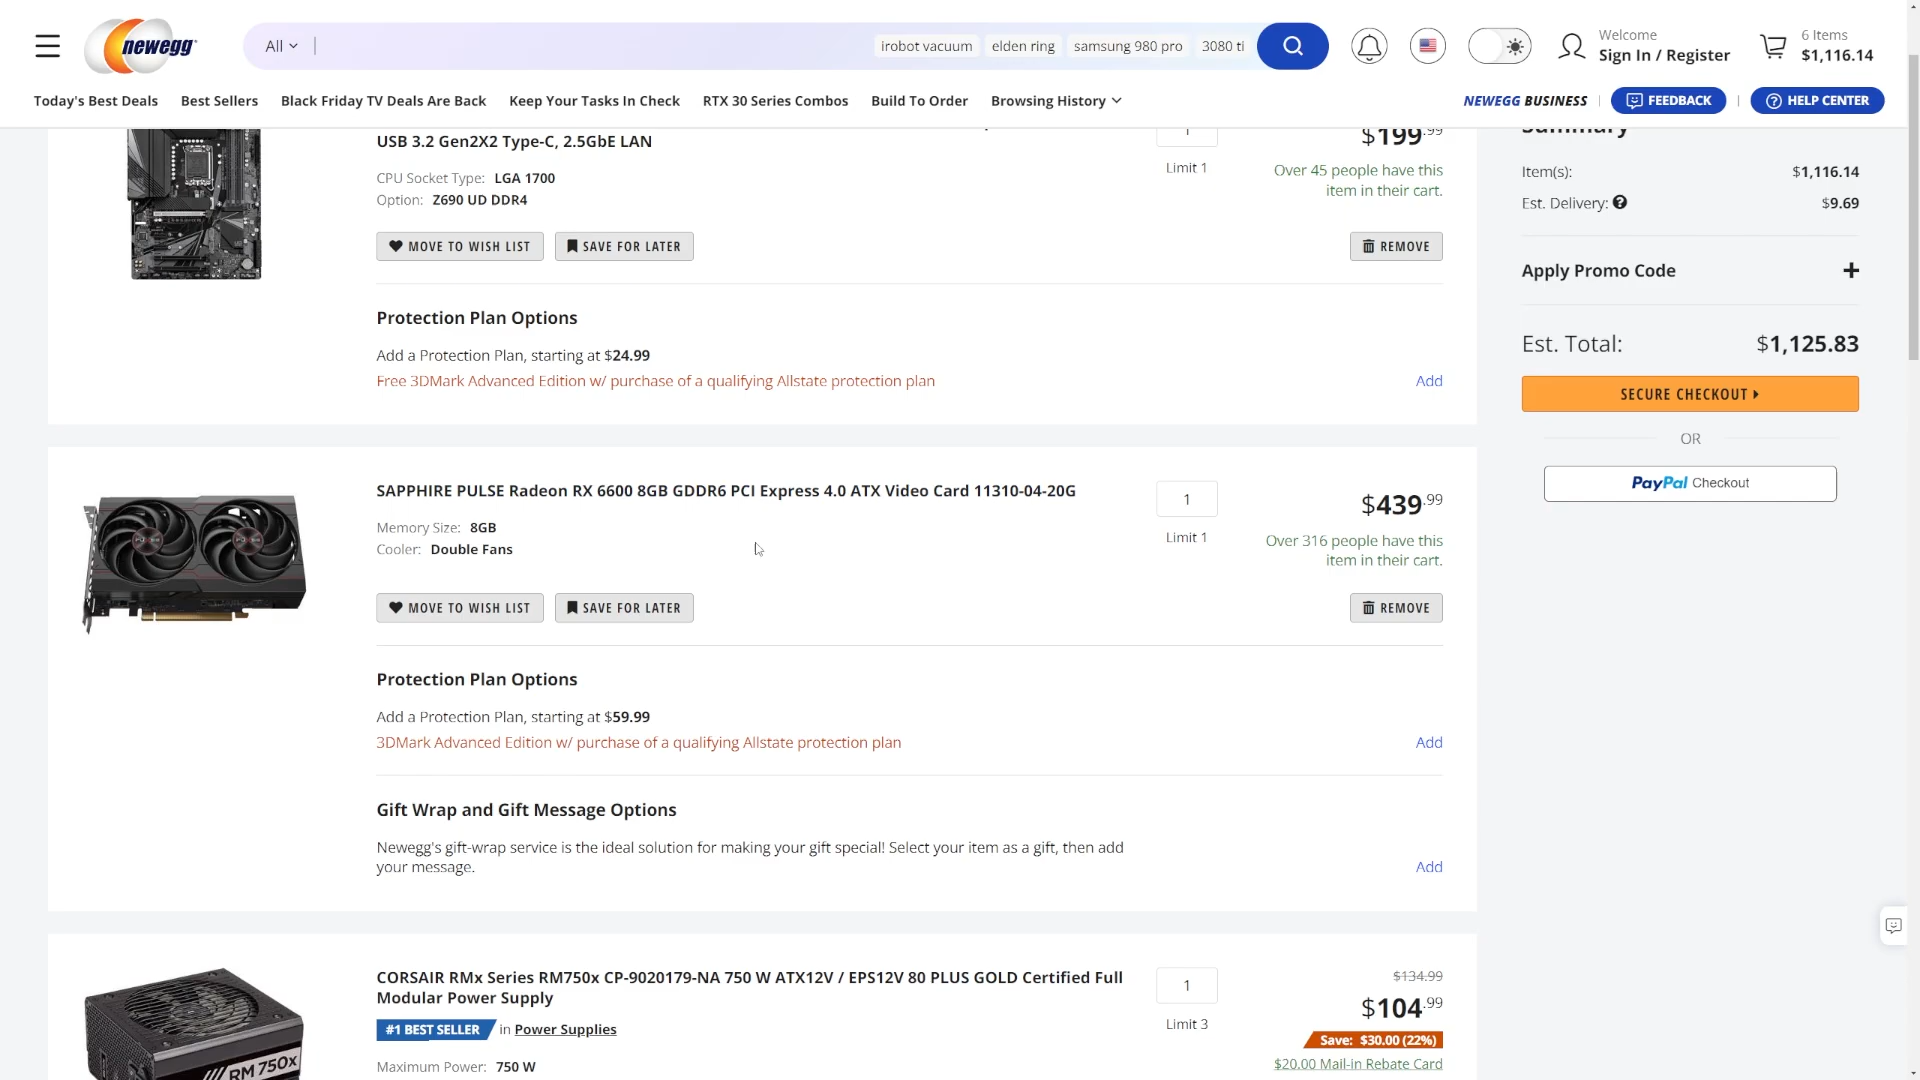 newegg
All
irobot vacuum
elden ring
samsung 980 pro
3080 ti
Welcome
Sign In / Register
6 Items
$1,116.14
Today's Best Deals
Best Sellers
Black Friday TV Deals Are Back
Keep Your Tasks In Check
RTX 30 Series Combos
Build To Order
Browsing History
NEWEGG BUSINESS
FEEDBACK
HELP CENTER
USB 3.2 Gen2X2 Type-C, 2.5GbE LAN
CPU Socket Type: LGA 1700
Option: Z690 UD DDR4
MOVE TO WISH LIST
SAVE FOR LATER
1
Limit 1
$199.99
Over 45 people have this
item in their cart.
REMOVE
Protection Plan Options
Add a Protection Plan, starting at $24.99
Free 3DMark Advanced Edition w/ purchase of a qualifying Allstate protection plan
Add
SAPPHIRE PULSE Radeon RX 6600 8GB GDDR6 PCI Express 4.0 ATX Video Card 11310-04-20G
Memory Size: 8GB
Cooler: Double Fans
MOVE TO WISH LIST
SAVE FOR LATER
1
Limit 1
$439.99
Over 316 people have this
item in their cart.
REMOVE
Protection Plan Options
Add a Protection Plan, starting at $59.99
3DMark Advanced Edition w/ purchase of a qualifying Allstate protection plan
Add
Gift Wrap and Gift Message Options
Newegg's gift-wrap service is the ideal solution for making your gift special! Select your item as a gift, then add
your message.
Add
RM 750x
CORSAIR RMx Series RM750x CP-9020179-NA 750 W ATX12V / EPS12V 80 PLUS GOLD Certified Full
Modular Power Supply
#1 BEST SELLER in Power Supplies
Maximum Power: 750 W
1
Limit 3
$134.99
$104.99
Save: $30.00 (22%)
$20.00 Mail-in Rebate Card
Summary
Item(s): $1,116.14
Est. Delivery: $9.69
Apply Promo Code
Est. Total: $1,125.83
SECURE CHECKOUT
OR
PayPal Checkout